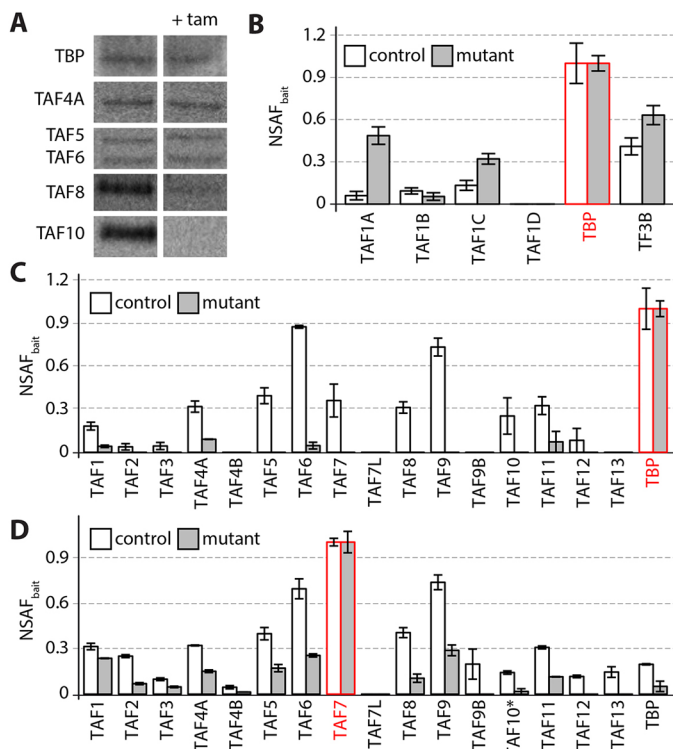 A
+ tam
TBP
TAF4A
TAF5
TAF6
TAF8
TAF10
B
control mutant
NSAFbait
1.2
0.9
0.6
0.3
0
TAF1A TAF1B TAF1C TAF1D TBP TF3B
C
control mutant
NSAFbait
1.2
0.9
0.6
0.3
0
TAF1 TAF2 TAF3 TAF4A TAF4B TAF5 TAF6 TAF7 TAF7L TAF8 TAF9 TAF9B TAF10 TAF11 TAF12 TAF13 TBP
D
control mutant
NSAFbait
0.9
0.6
0.3
0
TAF1 TAF2 TAF3 TAF4A TAF4B TAF5 TAF6 TAF7 TAF7L TAF8 TAF9 TAF9B TAF10* TAF11 TAF12 TAF13 TBP